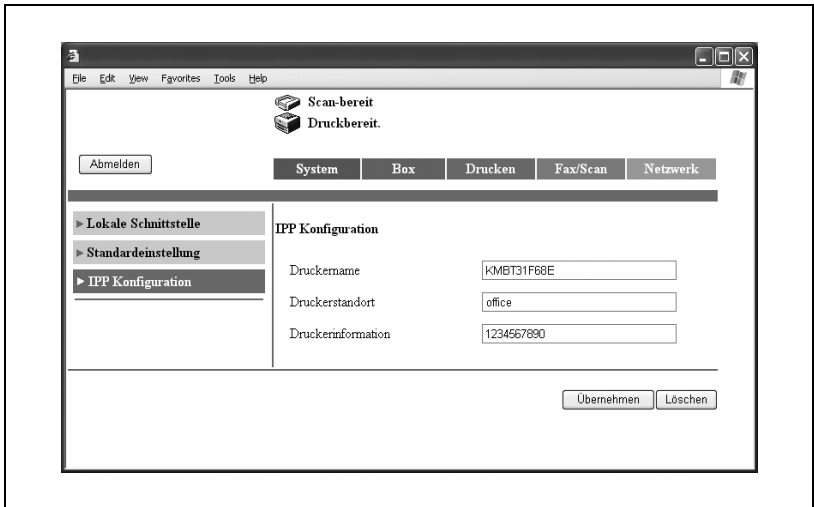 File Edit View Favorites Tools Help
Scan-bereit
Druckbereit.
Abmelden
System Box Drucken Fax/Scan Netzwerk
Lokale Schnittstelle
Standardeinstellung
IPP Konfiguration
IPP Konfiguration
Druckername KMBT31F68E
Druckerstandort office
Druckerinformation 1234567890
Übernehmen Löschen